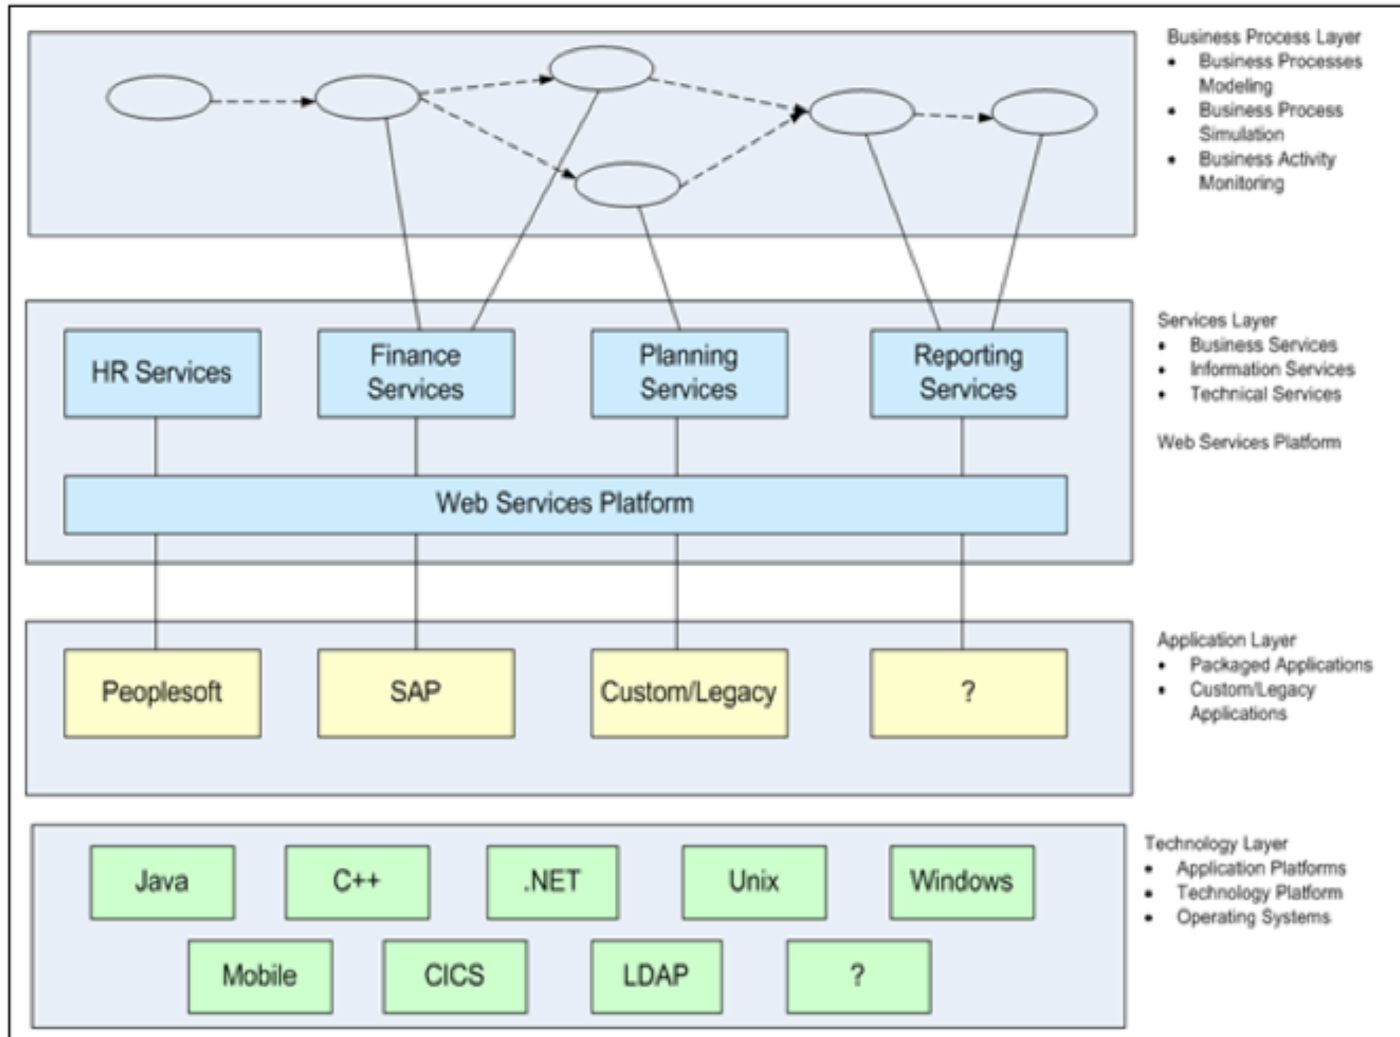 Business Process Layer
• Business Processes
Modeling
• Business Process
Simulation
• Business Activity
Monitoring
HR Services
Finance
Services
Planning
Services
Reporting
Services
Web Services Platform
Services Layer
• Business Services
• Information Services
• Technical Services
Web Services Platform
Peoplesoft
SAP
Custom/Legacy
?
Application Layer
• Packaged Applications
• Custom/Legacy
Applications
Java
C++
.NET
Unix
Windows
Mobile
CICS
LDAP
?
Technology Layer
• Application Platforms
• Technology Platform
• Operating Systems